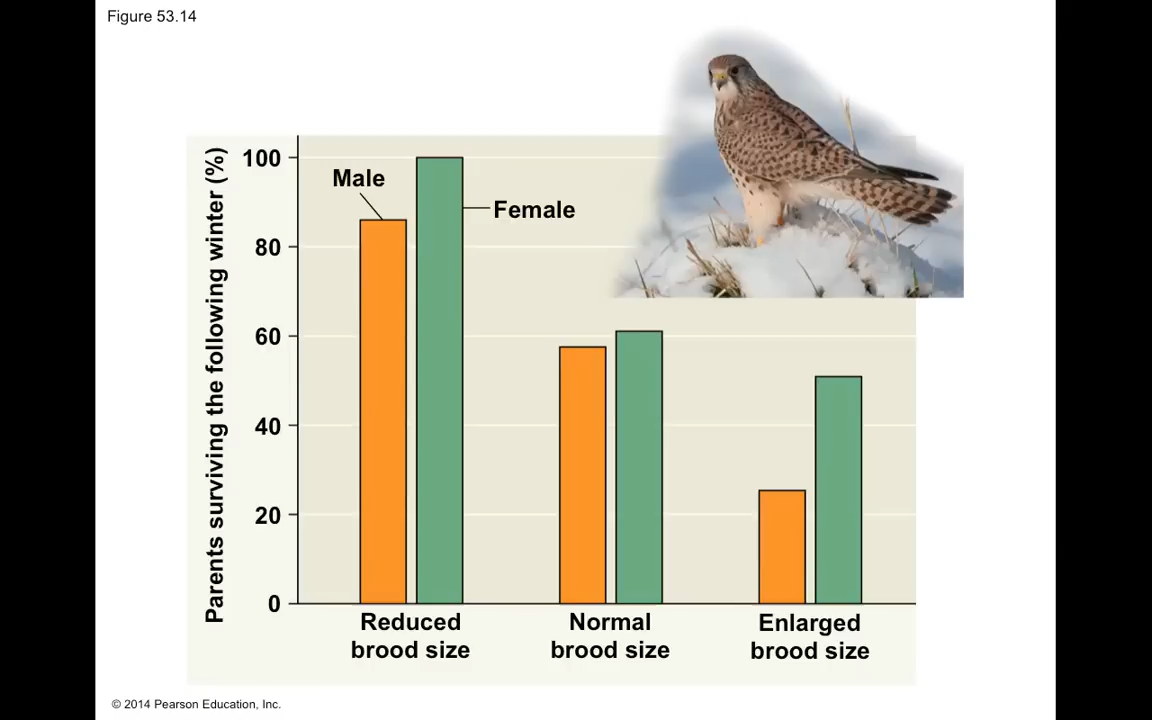 Figure 53.14
Parents surviving the following winter (%)
100
80
60
40
20
0
Male
Female
Reduced
brood size
Normal
brood size
Enlarged
brood size
© 2014 Pearson Education, Inc.